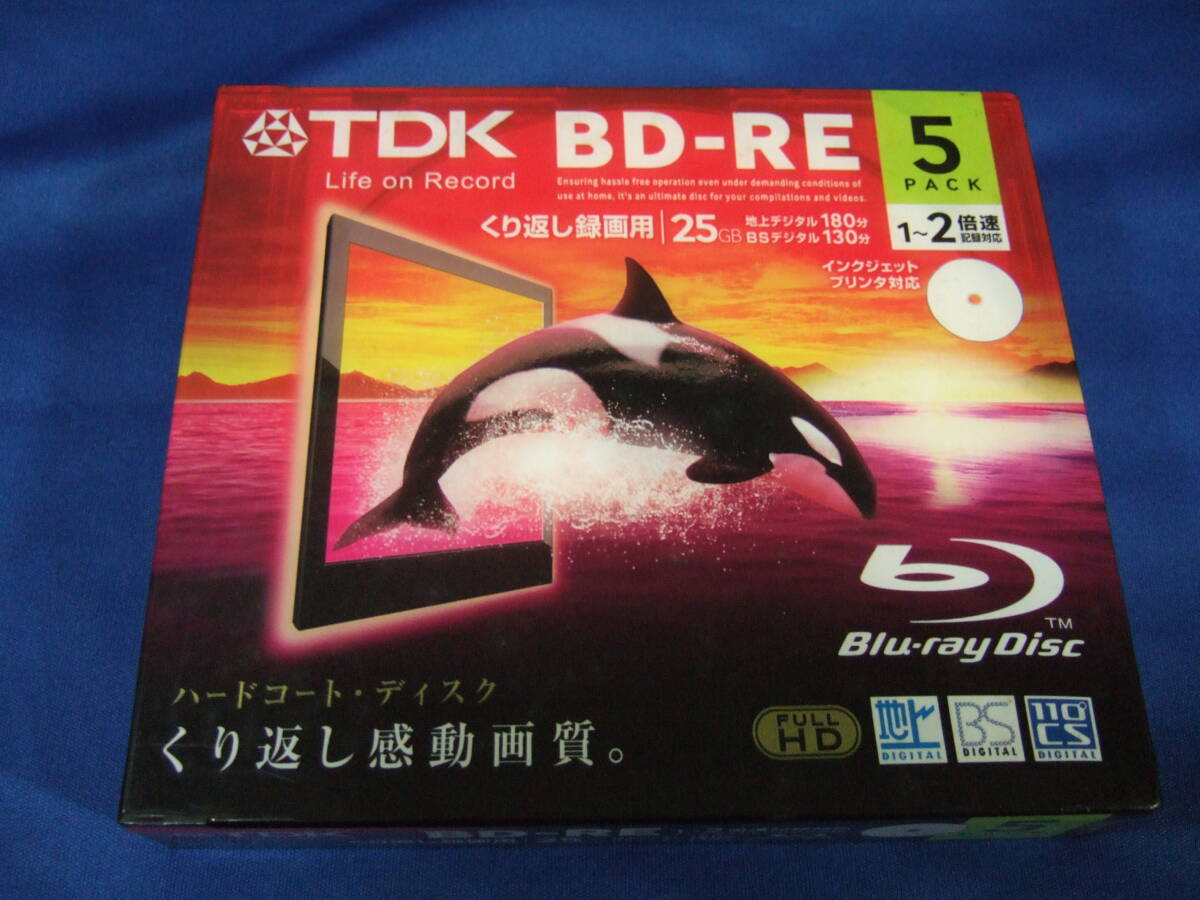 TDK
Life on Record
BD-RE
Ensuring hassle free operation even under demanding conditions of
use at home, it's an ultimate disc for your compilations and videos.
5
PACK
1～2倍速
記録対応
くり返し録画用
25GB
地上デジタル 180分
BSデジタル 130分
インクジェット
プリンタ対応
Blu-ray Disc
TM
ハードコート・ディスク
くり返し感動画質。
FULL
HD
地上
DIGITAL
BS
DIGITAL
110°
CS
DIGITAL
TDK
BD-RE
5